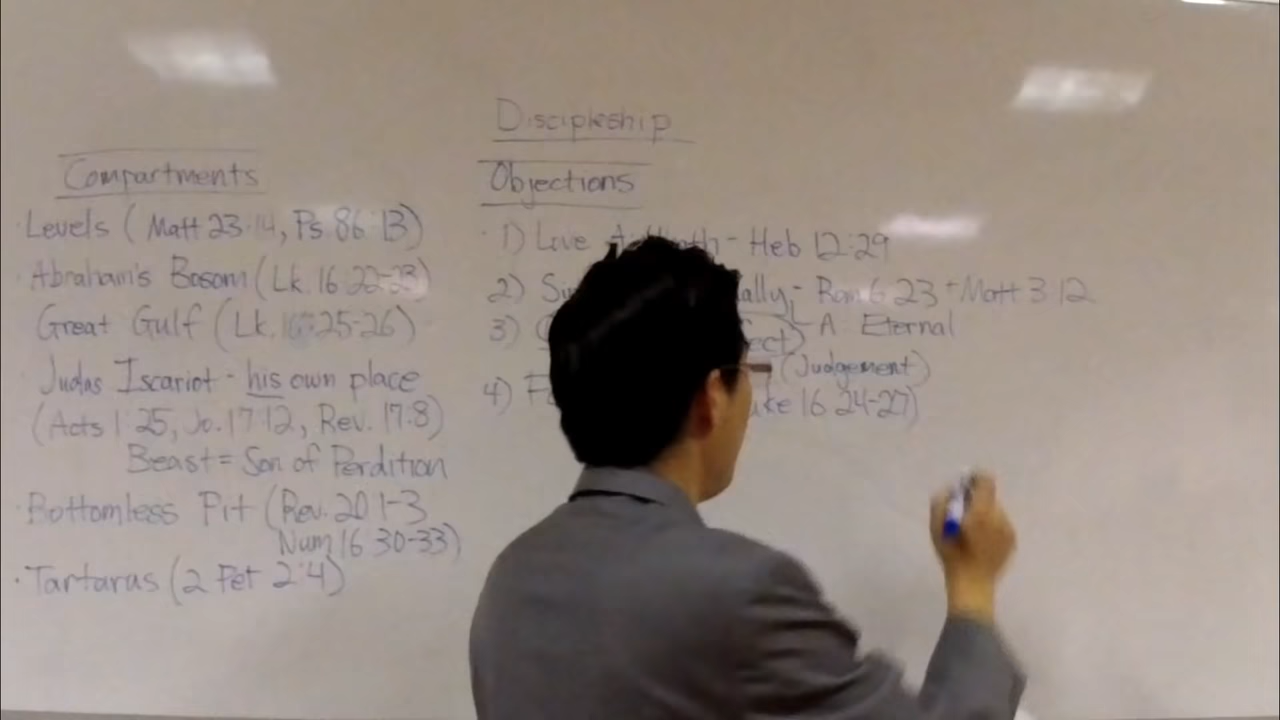 Discipleship
Compartments
· Levels (Matt 23:14, Ps. 86:13)
Abraham's Bosom (Lk. 16:22-23)
Great Gulf (Lk. 16:25-26)
Judas Iscariot - his own place
(Acts 1:25, Jo. 17:12, Rev. 17:8)
Beast = Son of Perdition
· Bottomless Pit (Rev. 20 1-3
Num 16 30-33)
· Tartaras (2 Pet 2:4)
Objections
1) Live - Heb 12:29
2) - Rom 6 23 - Matt 3:12
3) - A Eternal
(Judgement)
4) 16 24-27)